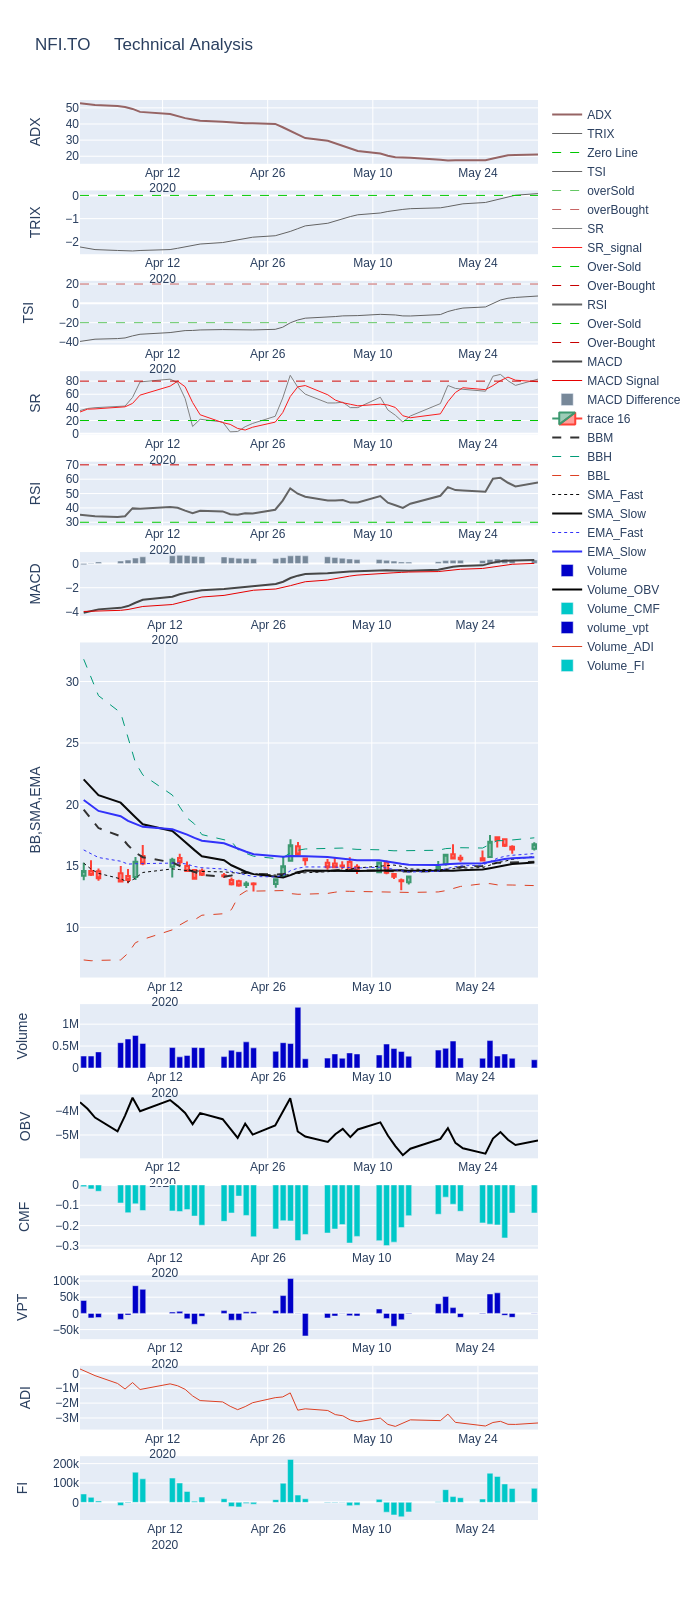 NFI.TO    Technical Analysis
ADX
50
40
30
20
Apr 12
2020
Apr 26
May 10
May 24
TRIX
0
−1
−2
Apr 12
2020
Apr 26
May 10
May 24
TSI
20
0
−20
−40
Apr 12
2020
Apr 26
May 10
May 24
SR
80
60
40
20
0
Apr 12
2020
Apr 26
May 10
May 24
RSI
70
60
50
40
30
Apr 12
2020
Apr 26
May 10
May 24
MACD
0
−2
−4
Apr 12
2020
Apr 26
May 10
May 24
BB,SMA,EMA
30
25
20
15
10
Apr 12
2020
Apr 26
May 10
May 24
Volume
1M
0.5M
0
Apr 12
2020
Apr 26
May 10
May 24
OBV
−4M
−5M
Apr 12
2020
Apr 26
May 10
May 24
CMF
0
−0.1
−0.2
−0.3
Apr 12
2020
Apr 26
May 10
May 24
VPT
100k
50k
0
−50k
Apr 12
2020
Apr 26
May 10
May 24
ADI
0
−1M
−2M
−3M
Apr 12
2020
Apr 26
May 10
May 24
FI
200k
100k
0
Apr 12
2020
Apr 26
May 10
May 24
ADX
TRIX
Zero Line
TSI
overSold
overBought
SR
SR_signal
Over-Sold
Over-Bought
RSI
Over-Sold
Over-Bought
MACD
MACD Signal
MACD Difference
trace 16
BBM
BBH
BBL
SMA_Fast
SMA_Slow
EMA_Fast
EMA_Slow
Volume
Volume_OBV
Volume_CMF
volume_vpt
Volume_ADI
Volume_FI